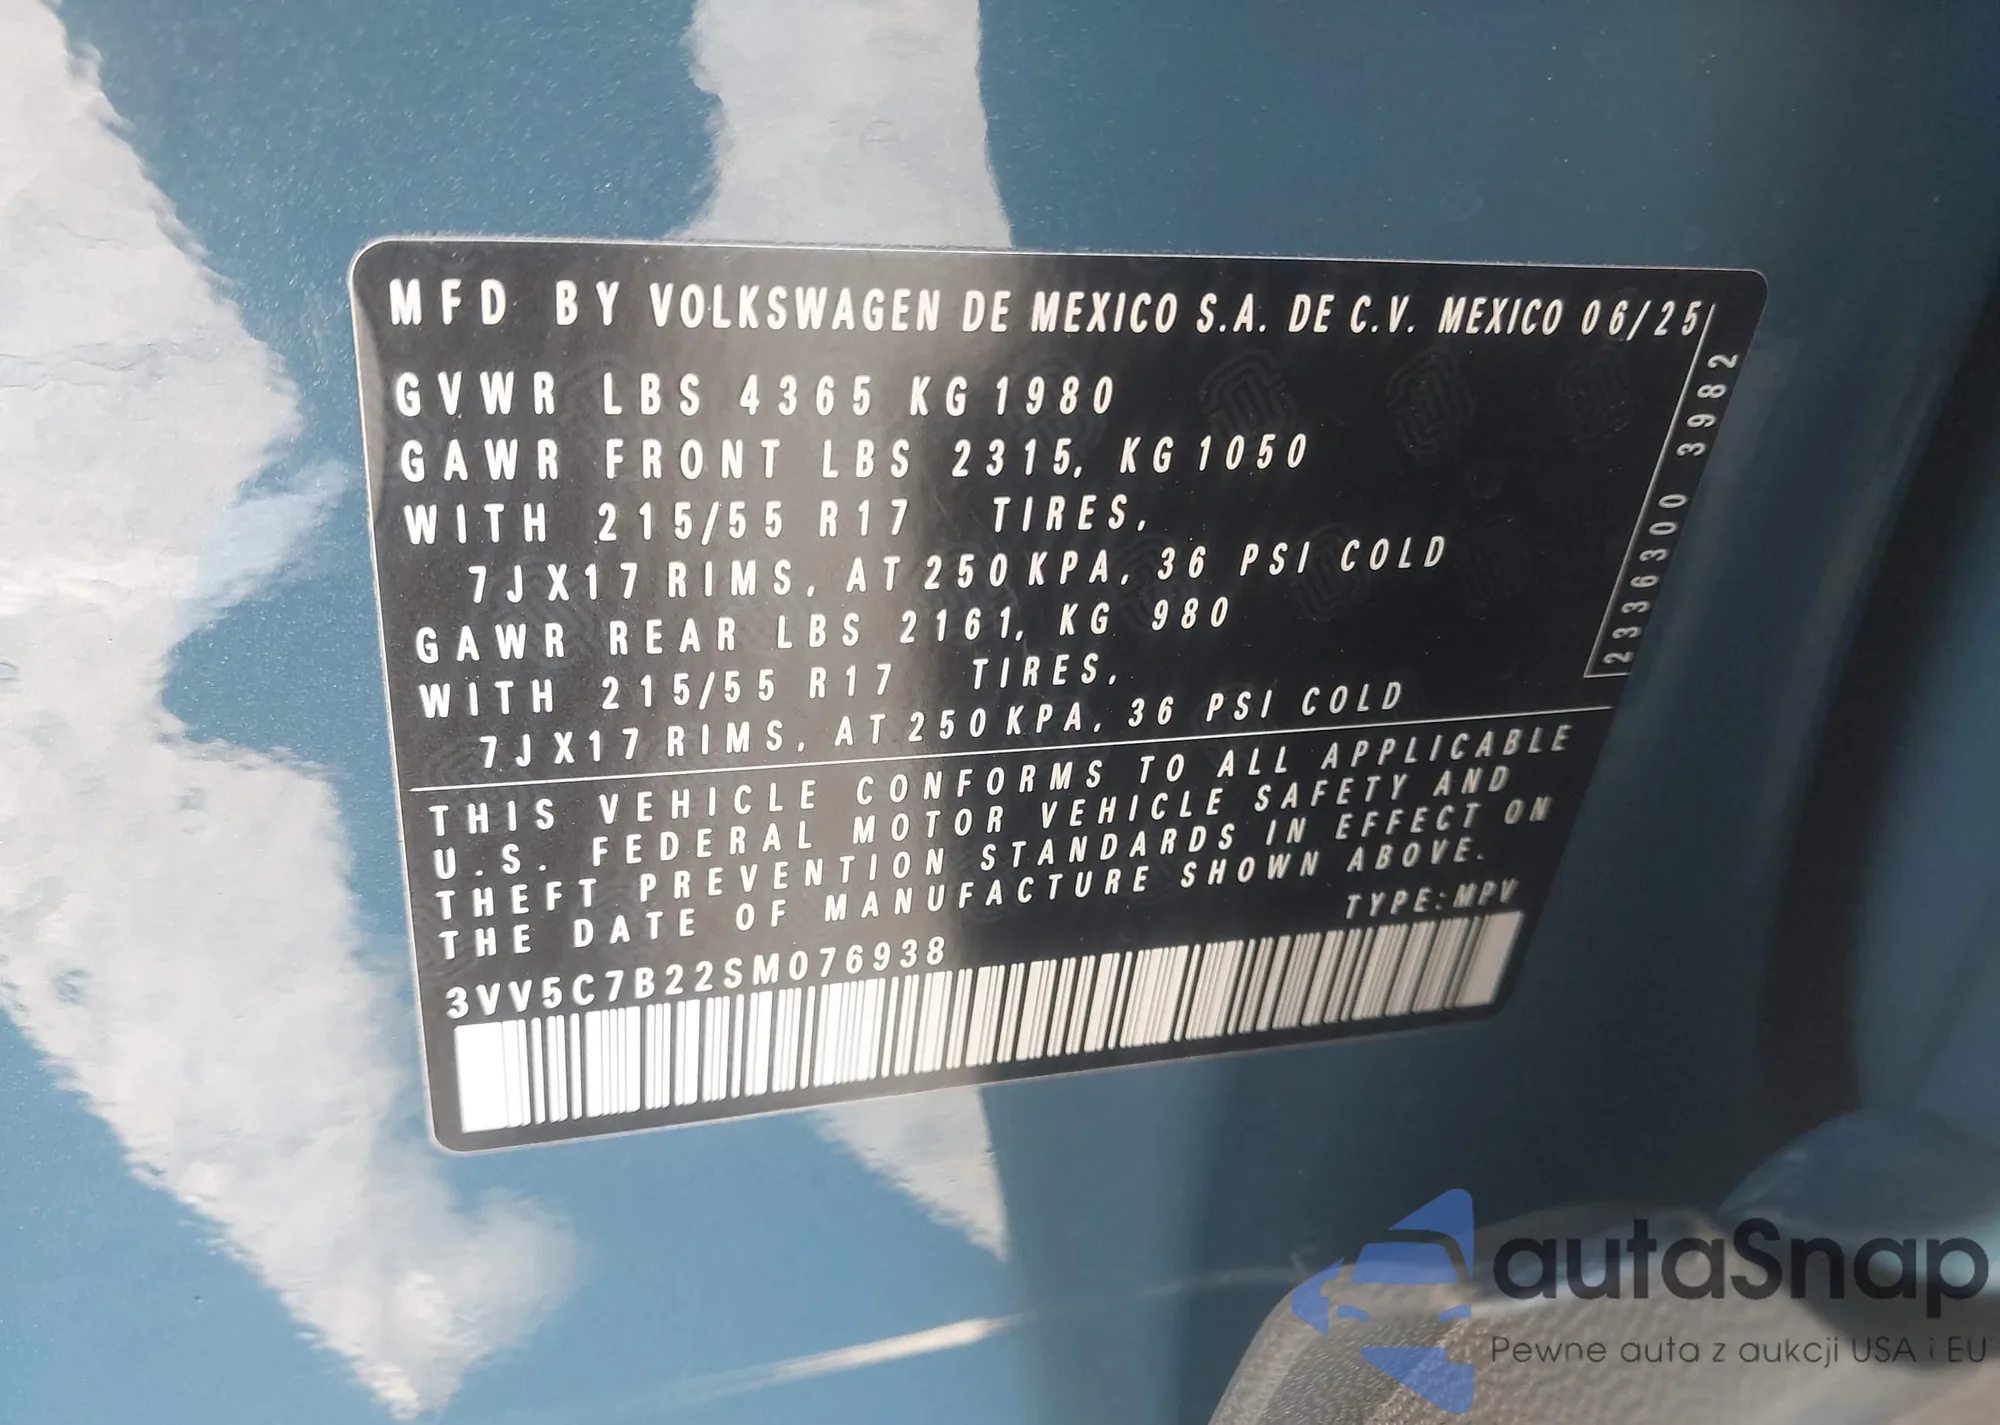 MFD BY VOLKSWAGEN DE MEXICO S.A. DE C.V. MEXICO 06/25
GVWR LBS 4365 KG 1980
GAWR FRONT LBS 2315, KG 1050
WITH 215/55 R17 TIRES,
7JX17 RIMS, AT 250 KPA, 36 PSI COLD
GAWR REAR LBS 2161, KG 980
WITH 215/55 R17 TIRES,
7JX17 RIMS, AT 250 KPA, 36 PSI COLD
2336300 3982
THIS VEHICLE CONFORMS TO ALL APPLICABLE
U.S. FEDERAL MOTOR VEHICLE SAFETY AND
THEFT PREVENTION STANDARDS IN EFFECT ON
THE DATE OF MANUFACTURE SHOWN ABOVE.
TYPE:MPV
3VV5C7B22SM076938
autaSnap
Pewne auta z aukcji USA i EU